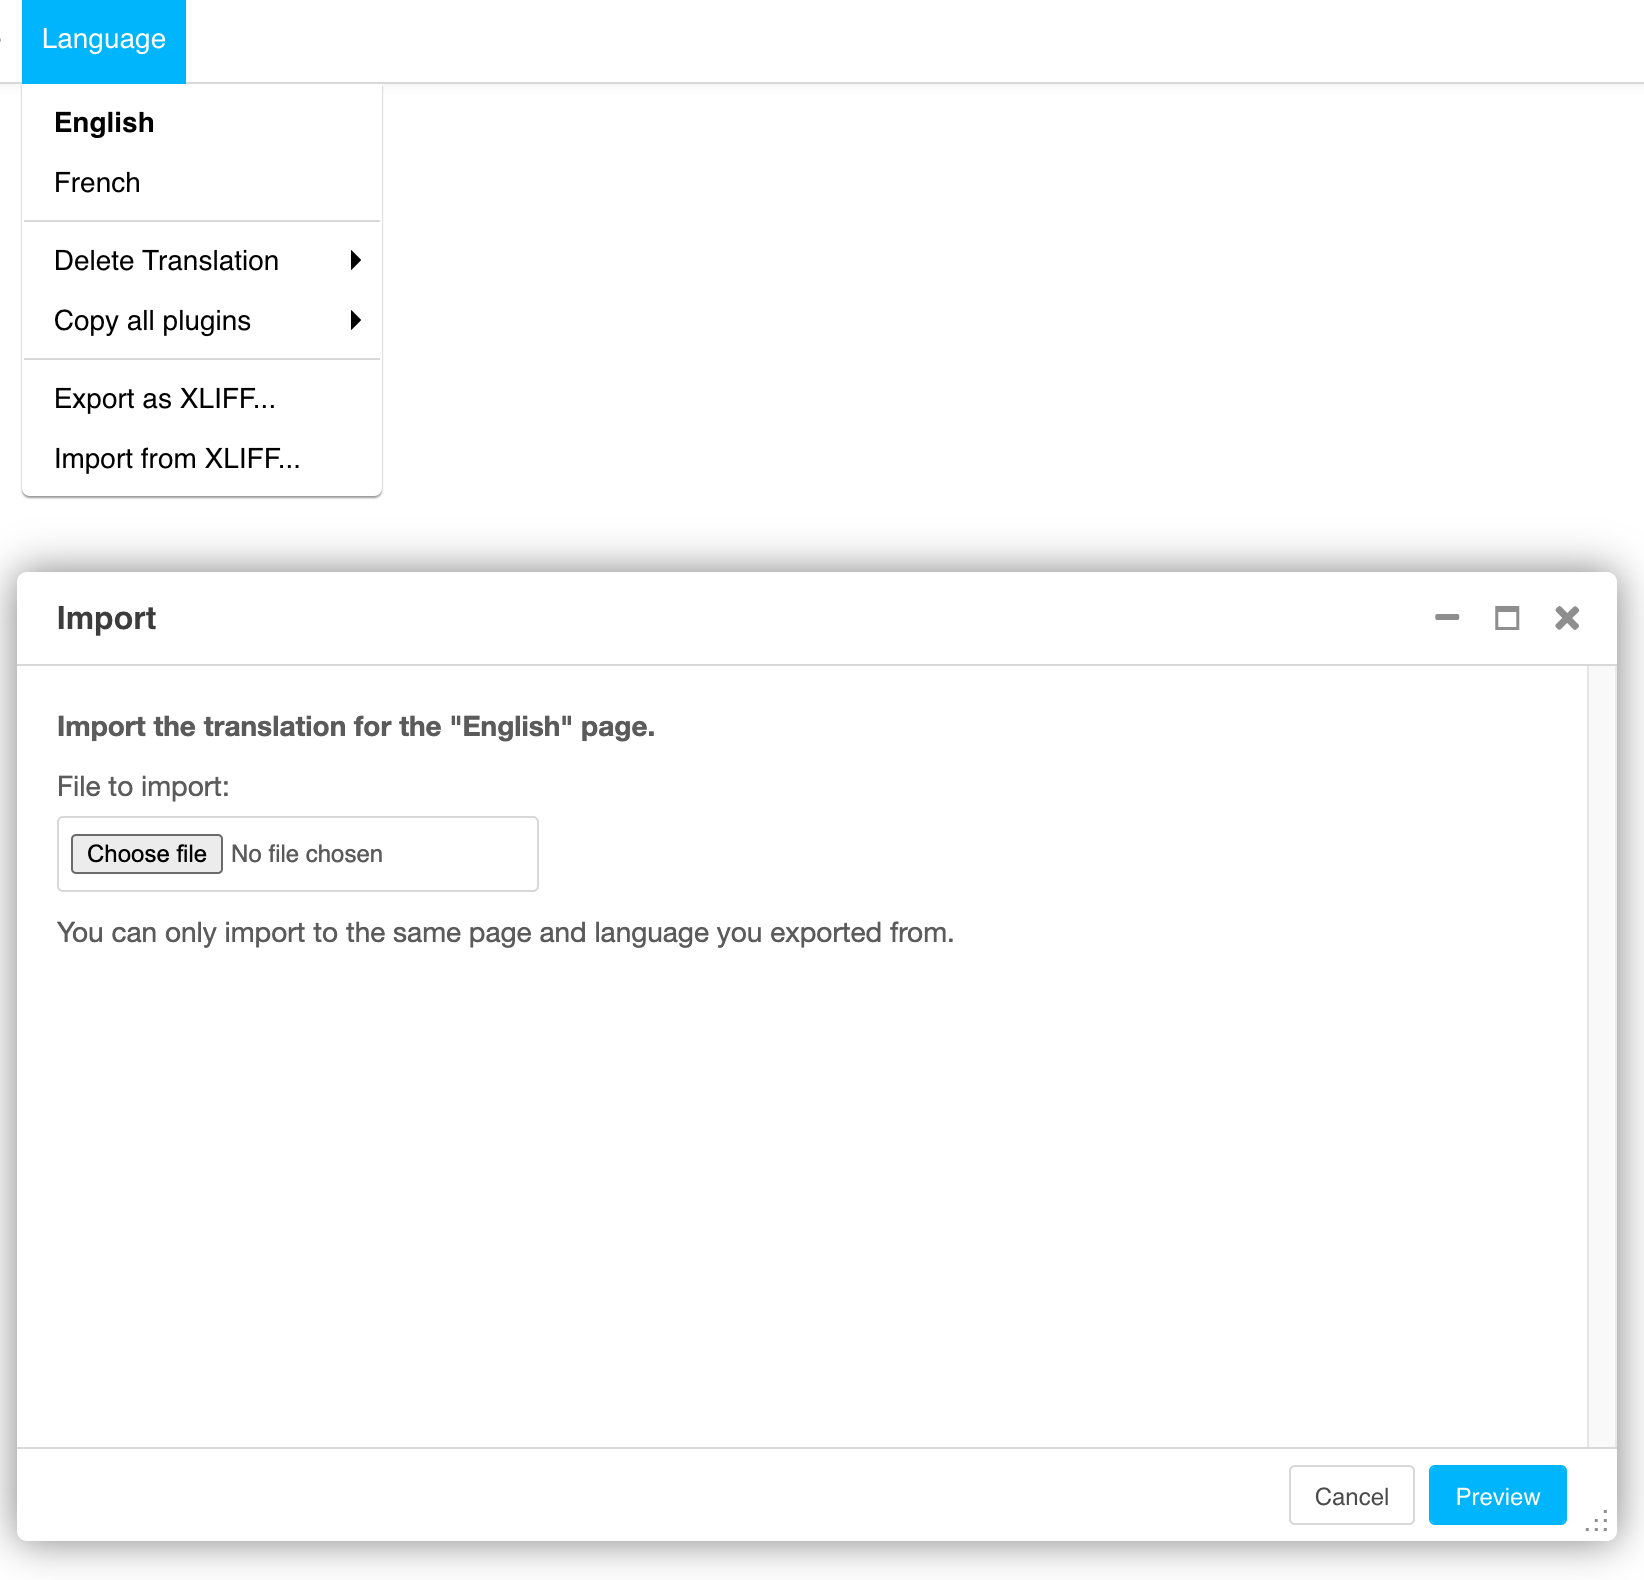 Language
English
French
Delete Translation
Copy all plugins
Export as XLIFF...
Import from XLIFF...
Import
Import the translation for the "English" page.
File to import:
Choose file No file chosen
You can only import to the same page and language you exported from.
Cancel Preview